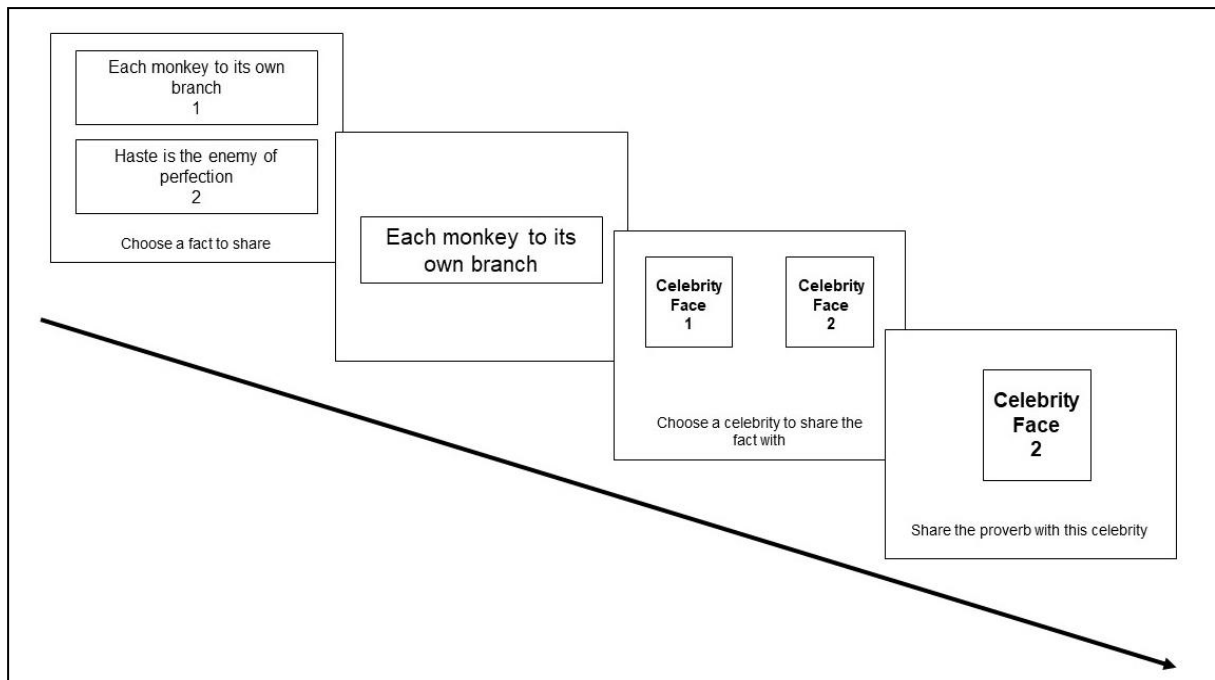 Each monkey to its own
branch
1
Haste is the enemy of
perfection
2
Choose a fact to share
Each monkey to its
own branch
Celebrity
Face
1
Celebrity
Face
2
Choose a celebrity to share the
fact with
Celebrity
Face
2
Share the proverb with this celebrity